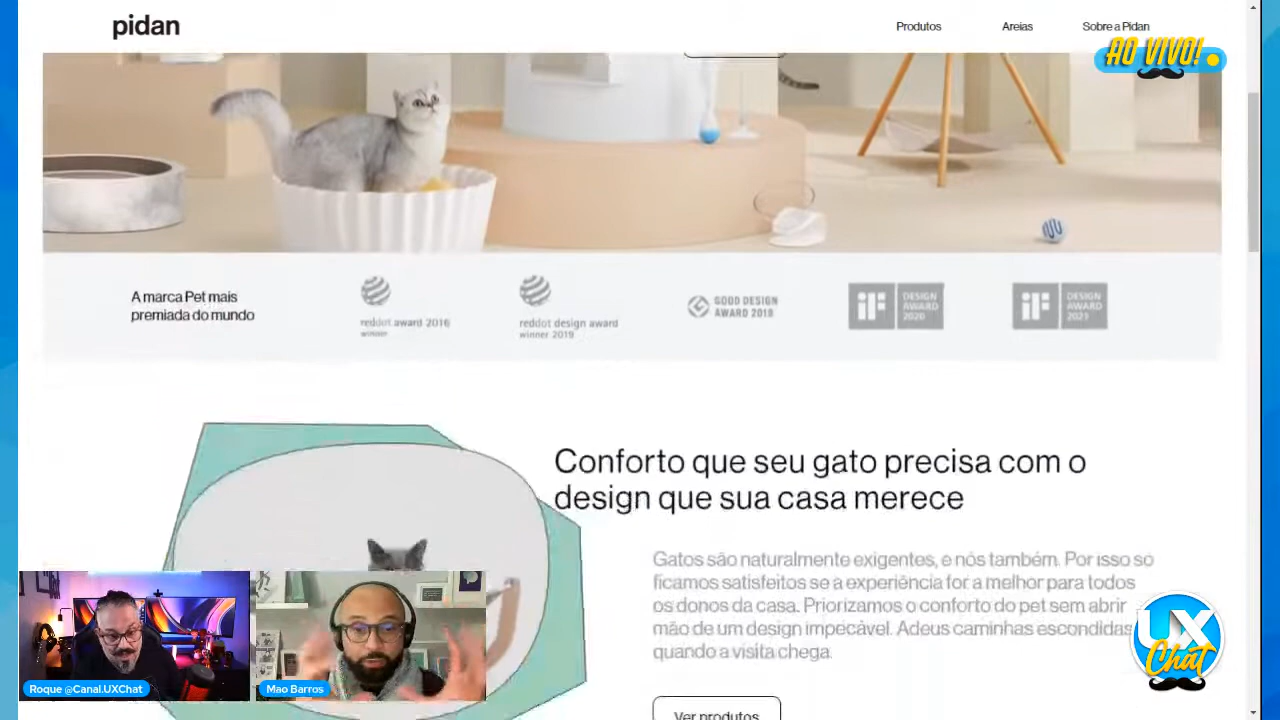 pidan
Produtos
Areias
Sobre a Pidan
AO VIVO!
A marca Pet mais
premiada do mundo
reddot award 2016
winner
reddot design award
winner 2019
GOOD DESIGN
AWARD 2019
iF
DESIGN
AWARD
2020
iF
DESIGN
AWARD
2021
Conforto que seu gato precisa com o
design que sua casa merece
Gatos são naturalmente exigentes, e nós também. Por isso só
ficamos satisfeitos se a experiência for a melhor para todos
os donos da casa. Priorizamos o conforto do pet sem abrir
mão de um design impecável. Adeus caminhas escondidas
quando a visita chega.
Ver produtos
Roque @Canal.UXChat
Mao Barros
UX
Chat